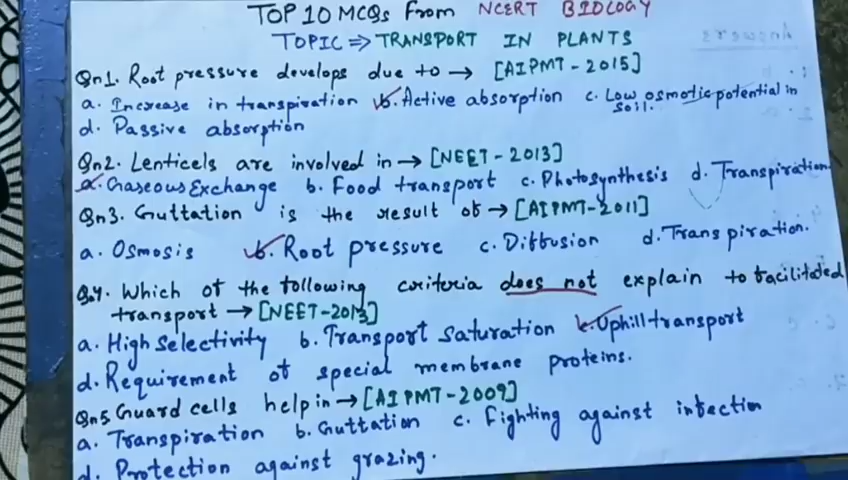 TOP 10 MCQs From NCERT BIOLOGY
TOPIC ⇒ TRANSPORT IN PLANTS
Qn1. Root pressure develops due to → [AIPMT-2015]
a. Increase in transpiration b. Active absorption c. Low osmotic potential in soil.
d. Passive absorption
Qn2. Lenticels are involved in → [NEET-2013]
a. Gaseous Exchange b. Food transport c. Photosynthesis d. Transpiration
Qn3. Guttation is the result of → [AIPMT-2011]
a. Osmosis b. Root pressure c. Diffusion d. Transpiration.
Q.4. Which of the following criteria does not explain to facilitated
transport → [NEET-2013]
a. High Selectivity b. Transport Saturation c. Uphill transport
d. Requirement of special membrane proteins.
Qn5 Guard cells help in → [AIPMT-2009]
a. Transpiration b. Guttation c. Fighting against infection
d. Protection against grazing.